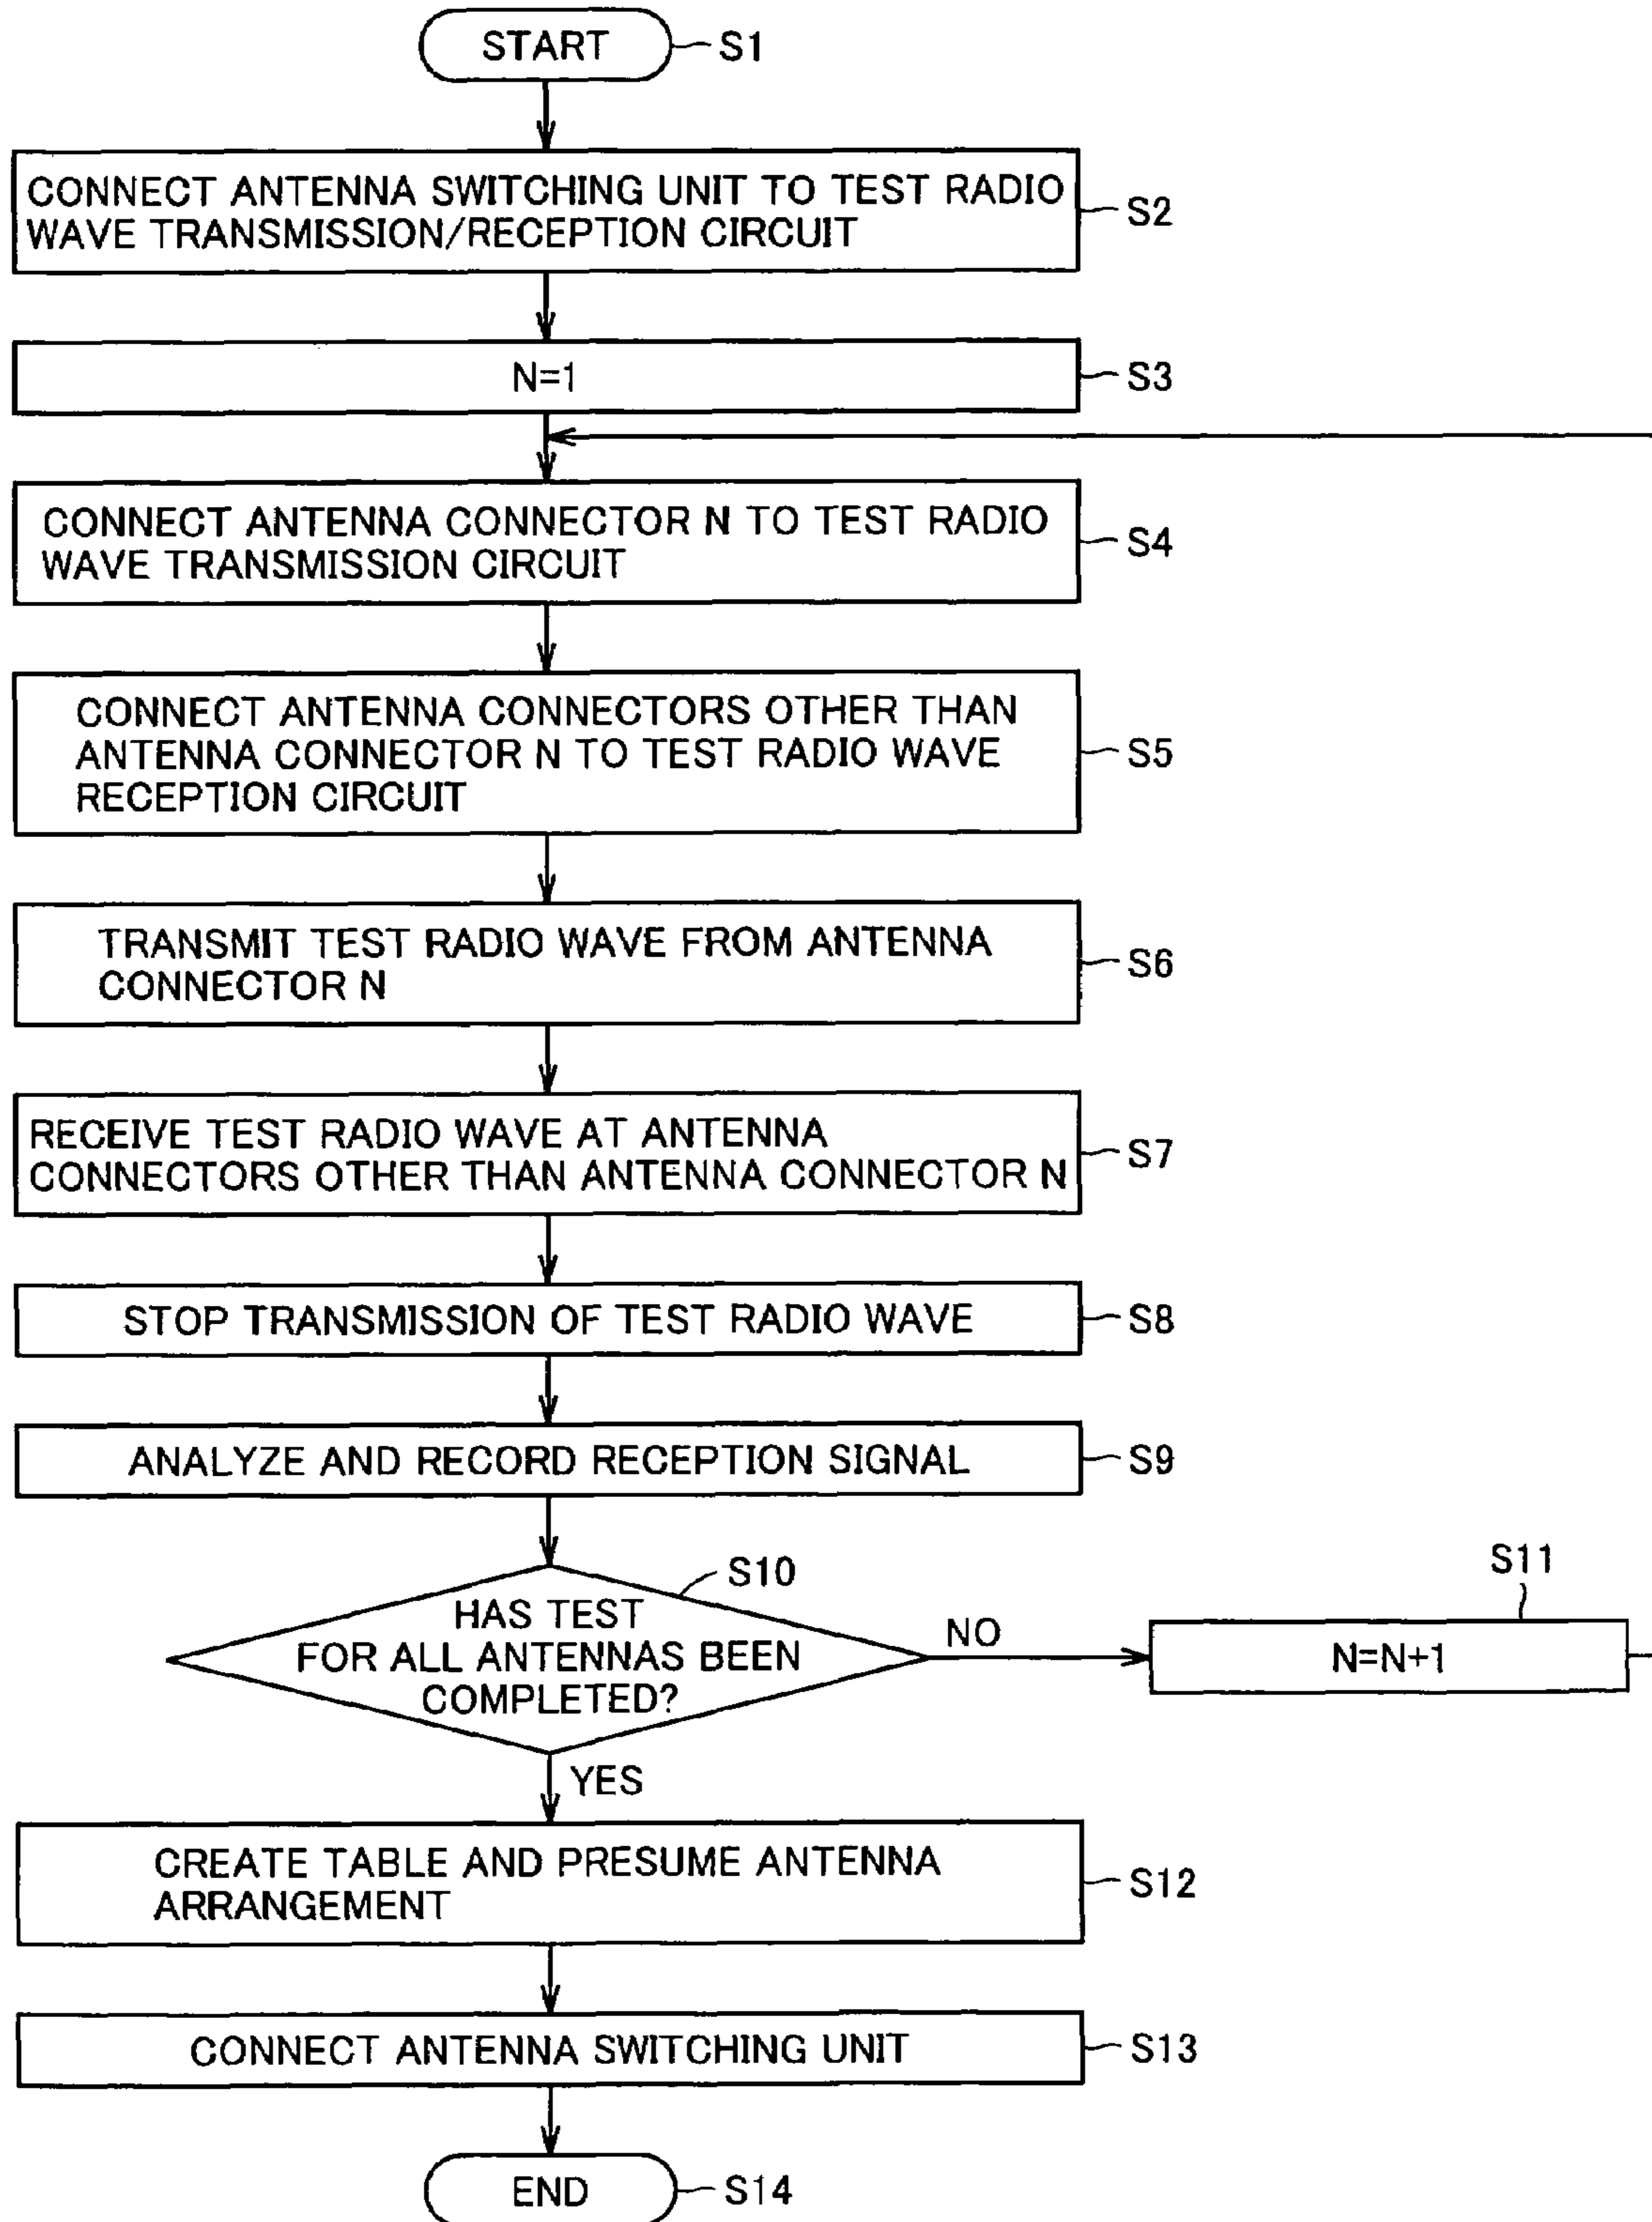 START
S1
CONNECT ANTENNA SWITCHING UNIT TO TEST RADIO
WAVE TRANSMISSION/RECEPTION CIRCUIT
S2
N=1
S3
CONNECT ANTENNA CONNECTOR N TO TEST RADIO
WAVE TRANSMISSION CIRCUIT
S4
CONNECT ANTENNA CONNECTORS OTHER THAN
ANTENNA CONNECTOR N TO TEST RADIO WAVE
RECEPTION CIRCUIT
S5
TRANSMIT TEST RADIO WAVE FROM ANTENNA
CONNECTOR N
S6
RECEIVE TEST RADIO WAVE AT ANTENNA
CONNECTORS OTHER THAN ANTENNA CONNECTOR N
S7
STOP TRANSMISSION OF TEST RADIO WAVE
S8
ANALYZE AND RECORD RECEPTION SIGNAL
S9
S10
HAS TEST
FOR ALL ANTENNAS BEEN
COMPLETED?
NO
S11
N=N+1
YES
CREATE TABLE AND PRESUME ANTENNA
ARRANGEMENT
S12
CONNECT ANTENNA SWITCHING UNIT
S13
END
S14